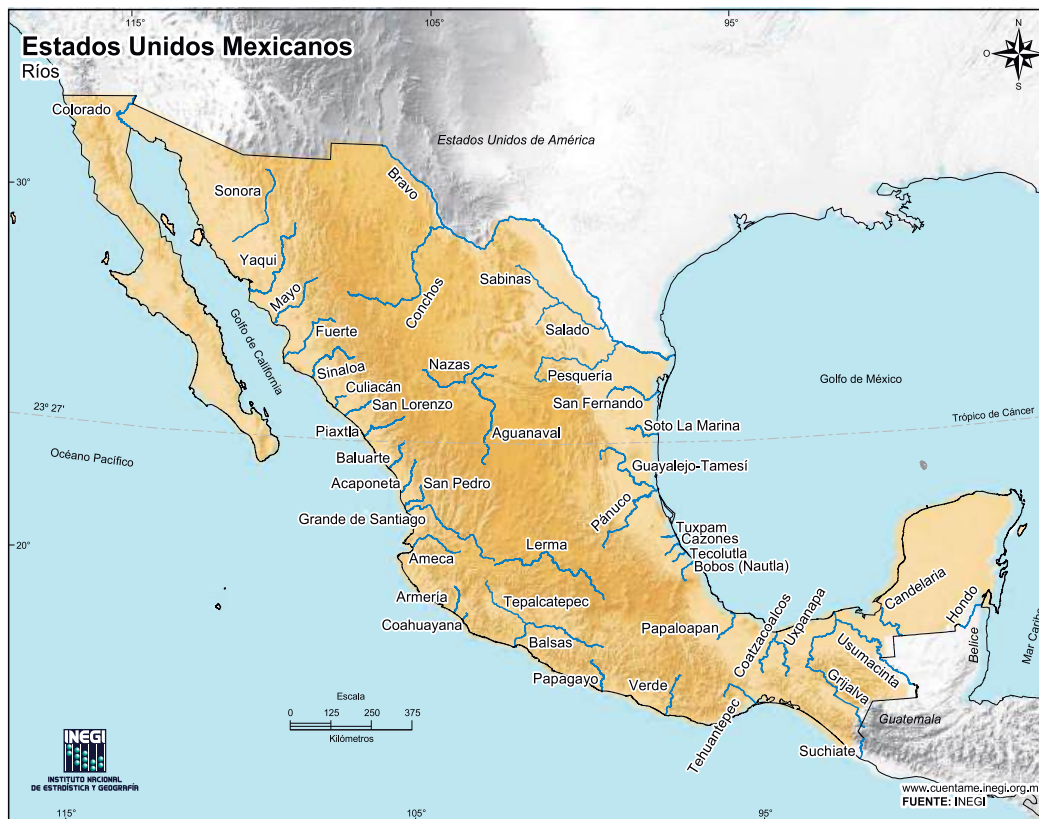 115°
105°
95°
Estados Unidos Mexicanos
Ríos
N
O
E
S
Colorado
Estados Unidos de América
30°
Bravo
Sonora
Yaqui
Mayo
Conchos
Sabinas
Golfo de California
Fuerte
Salado
Sinaloa
Nazas
Pesquería
Golfo de México
Culiacán
San Lorenzo
San Fernando
23° 27'
Trópico de Cáncer
Piaxtla
Aguanaval
Soto La Marina
Océano Pacífico
Baluarte
Guayalejo-Tamesí
Acaponeta
San Pedro
Pánuco
Grande de Santiago
Tuxpam
20°
Lerma
Cazones
Ameca
Tecolutla
Bobos (Nautla)
Armería
Tepalcatepec
Candelaria
Hondo
Coahuayana
Papaloapan
Coatzacoalcos
Uxpanapa
Balsas
Usumacinta
Belice
Mar Carib
Papagayo
Verde
Grijalva
Escala
0 125 250 375
Kilómetros
Tehuantepec
Guatemala
Suchiate
INEGI
INSTITUTO NACIONAL
DE ESTADÍSTICA Y GEOGRAFÍA
www.cuentame.inegi.org.m
FUENTE: INEGI
115°
105°
95°